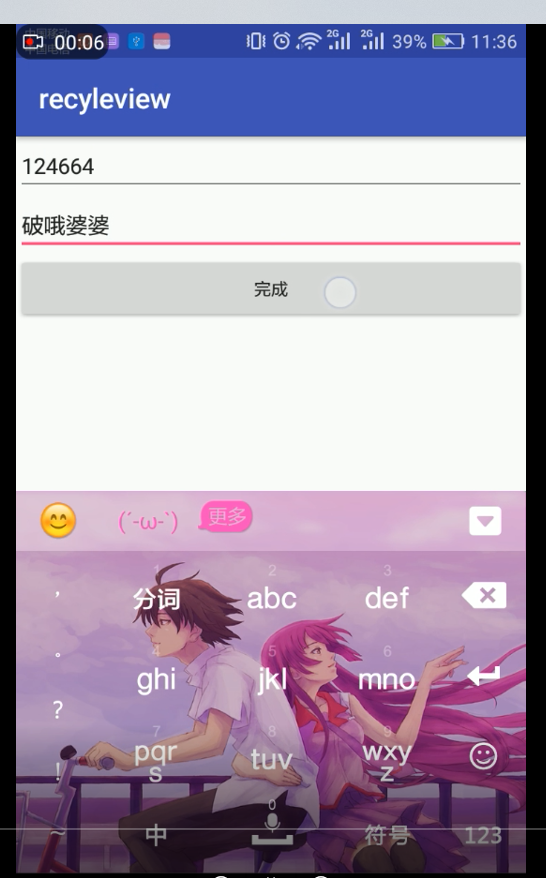 00:06 2G 2G 39% 11:36
recyleview
124664
破哦婆婆
完成
(´-ω-`) 更多
, 1 分词 2 abc 3 def
。 4 ghi 5 jkl 6 mno
? 7 pqrs 8 tuv 9 wxyz
!
~ 中 0 符号 123